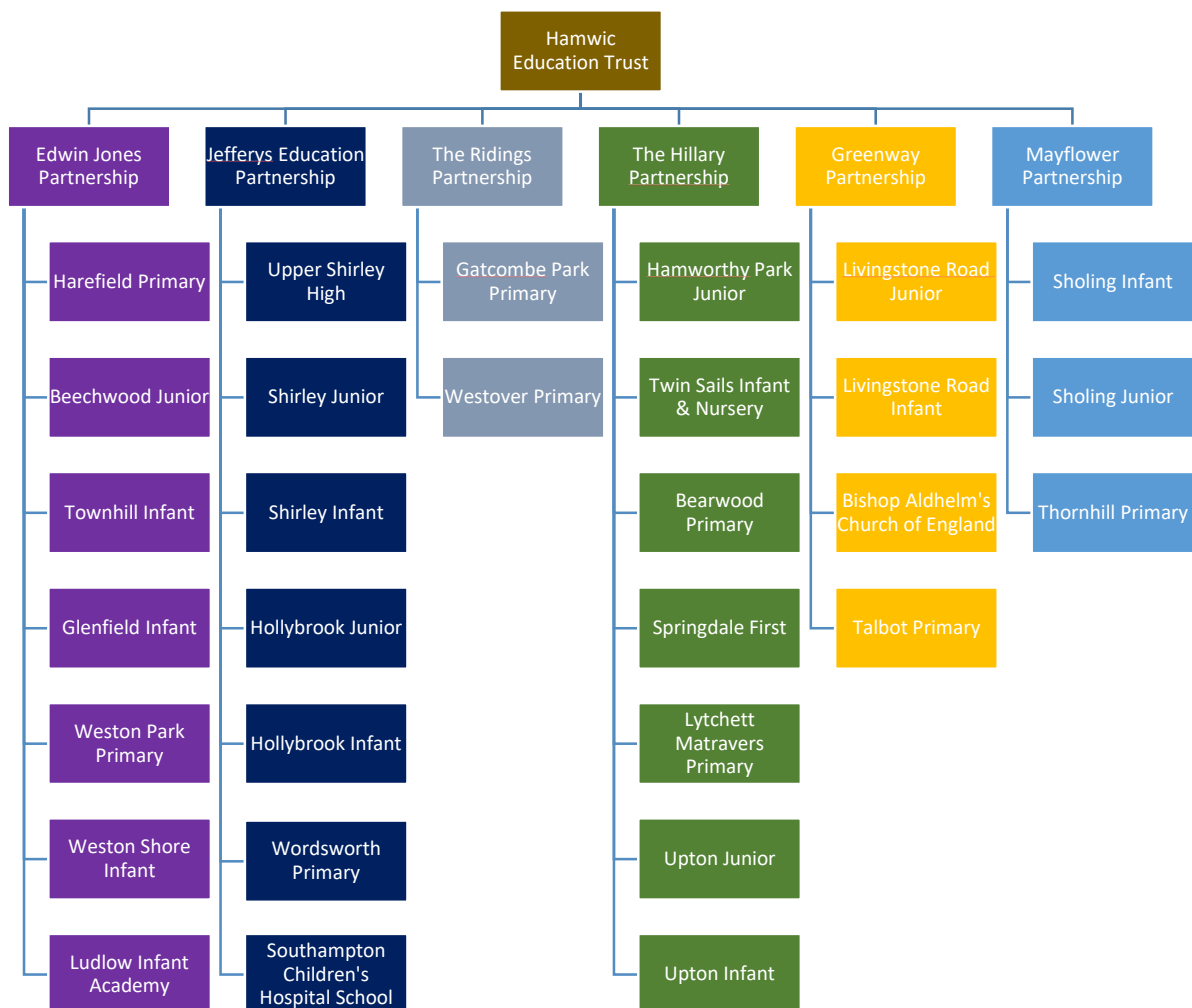 Hamwic
Education Trust
Edwin Jones
Partnership
Jefferys Education
Partnership
The Ridings
Partnership
The Hillary
Partnership
Greenway
Partnership
Mayflower
Partnership
Harefield Primary
Beechwood Junior
Townhill Infant
Glenfield Infant
Weston Park
Primary
Weston Shore
Infant
Ludlow Infant
Academy
Upper Shirley
High
Shirley Junior
Shirley Infant
Hollybrook Junior
Hollybrook Infant
Wordsworth
Primary
Southampton
Children's
Hospital School
Gatcombe Park
Primary
Westover Primary
Hamworthy Park
Junior
Twin Sails Infant
& Nursery
Bearwood
Primary
Springdale First
Lytchett
Matravers
Primary
Upton Junior
Upton Infant
Livingstone Road
Junior
Livingstone Road
Infant
Bishop Aldhelm's
Church of England
Talbot Primary
Sholing Infant
Sholing Junior
Thornhill Primary